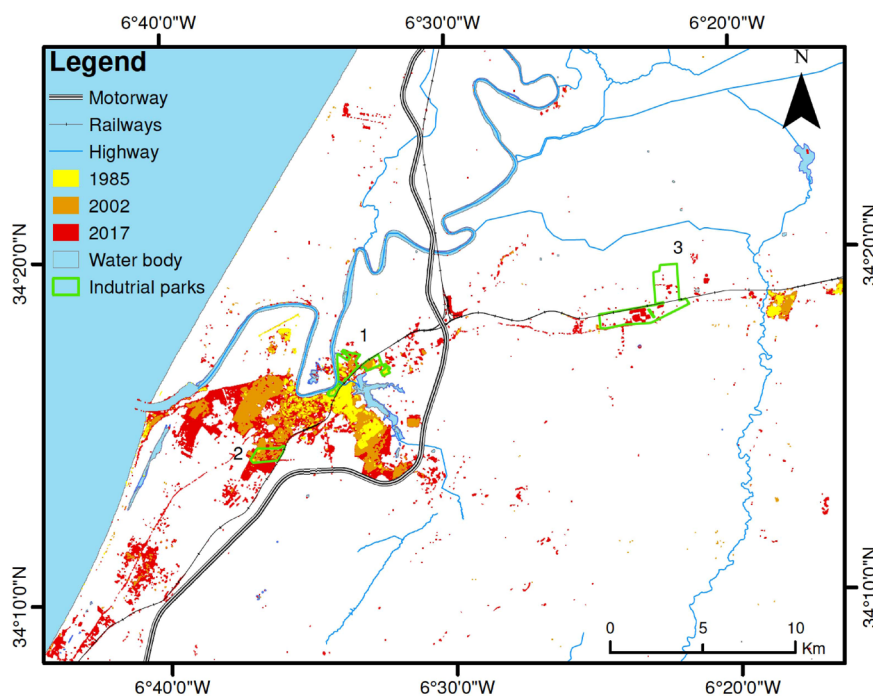 6°40'0"W 6°30'0"W 6°20'0"W
Legend
Motorway
Railways
Highway
1985
2002
2017
Water body
Indutrial parks
N
34°20'0"N
34°20'0"N
3
1
2
34°10'0"N
34°10'0"N
0 5 10
Km
6°40'0"W 6°30'0"W 6°20'0"W